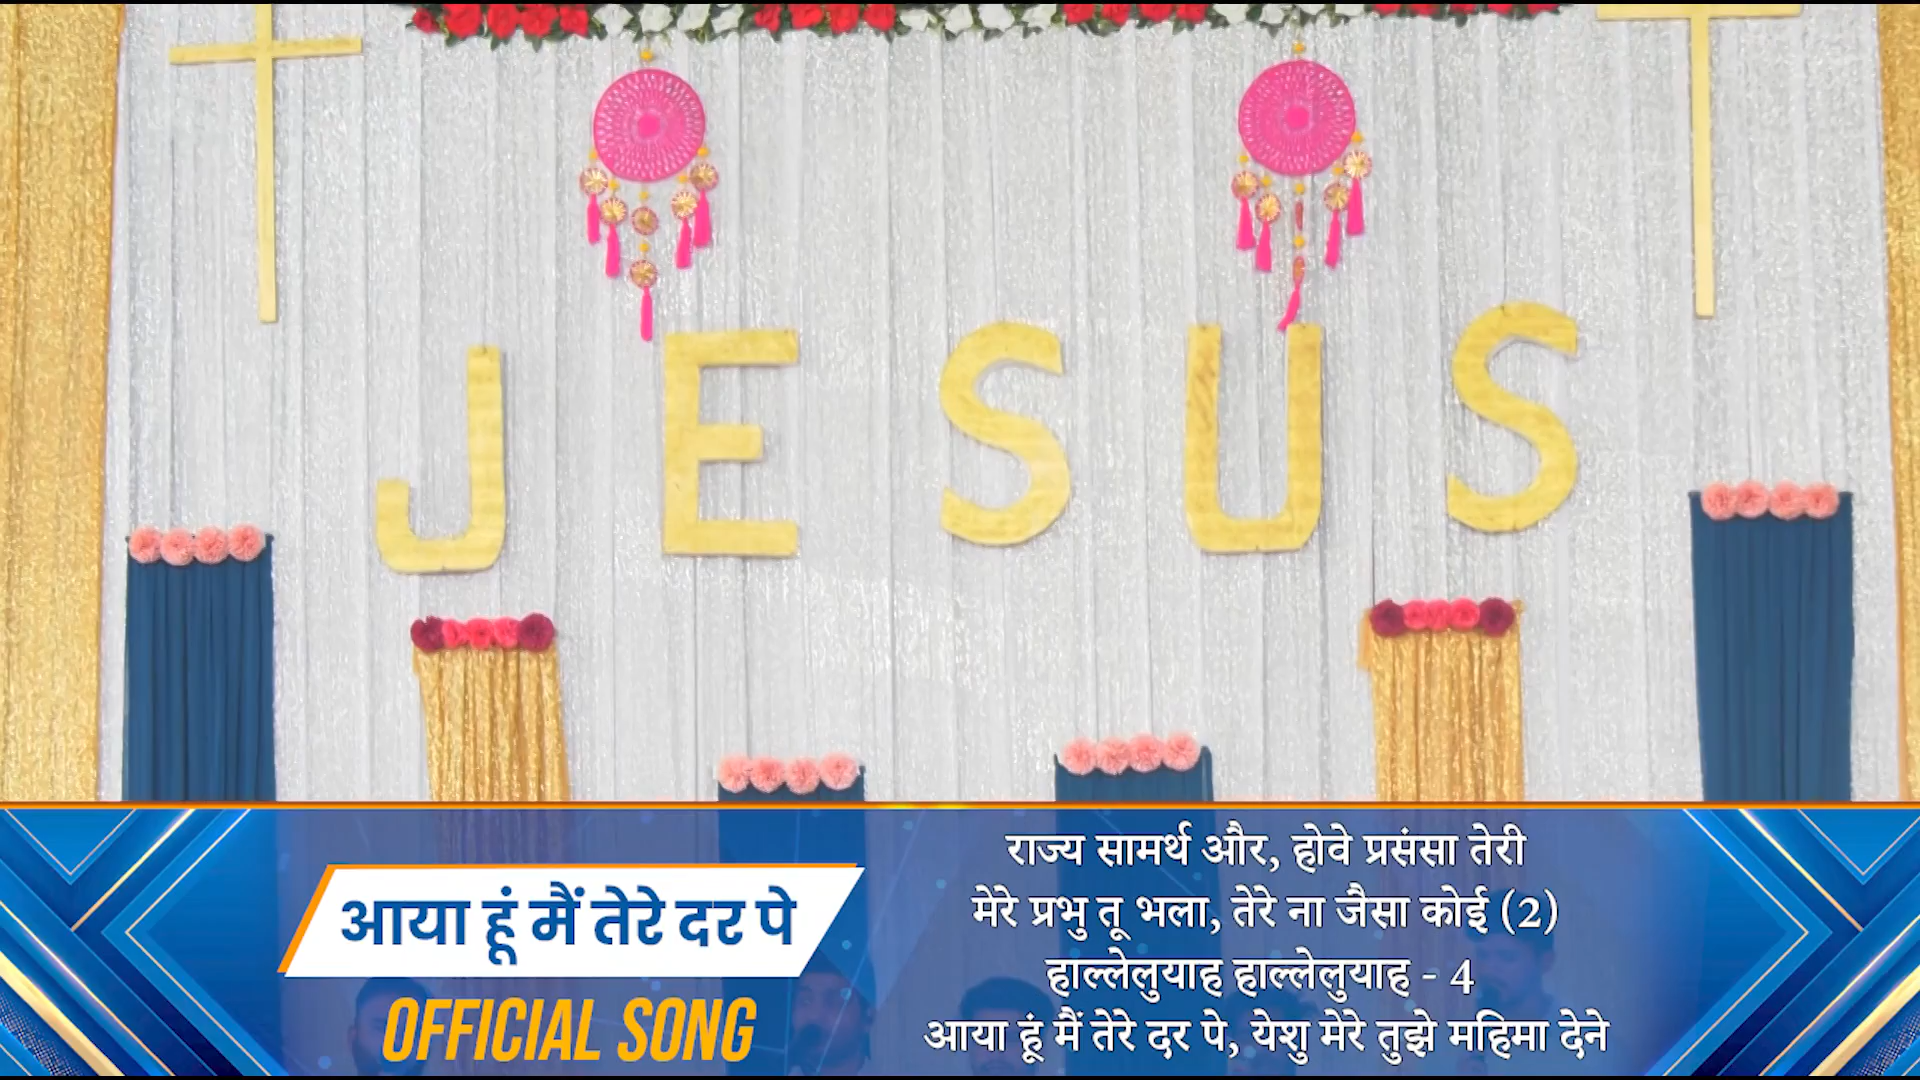 JESUS
आया हूं मैं तेरे दर पे
OFFICIAL SONG
राज्य सामर्थ और, होवे प्रसंसा तेरी
मेरे प्रभु तू भला, तेरे ना जैसा कोई (2)
हाल्लेलुयाह हाल्लेलुयाह - 4
आया हूं मैं तेरे दर पे, येशु मेरे तुझे महिमा देने